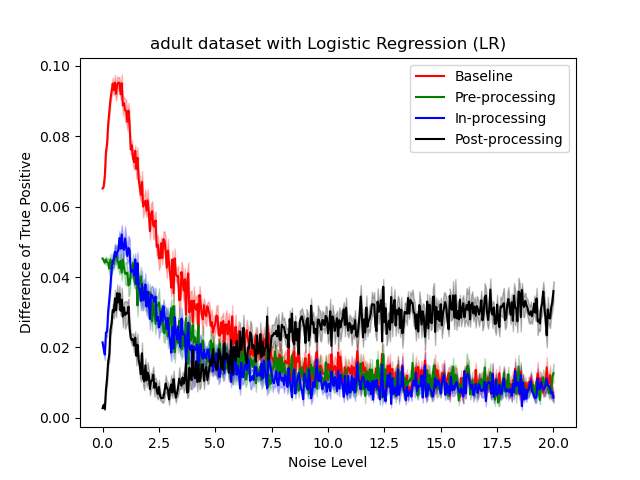 adult dataset with Logistic Regression (LR)
Baseline
Pre-processing
In-processing
Post-processing
Difference of True Positive
0.10
0.08
0.06
0.04
0.02
0.00
0.0 2.5 5.0 7.5 10.0 12.5 15.0 17.5 20.0
Noise Level